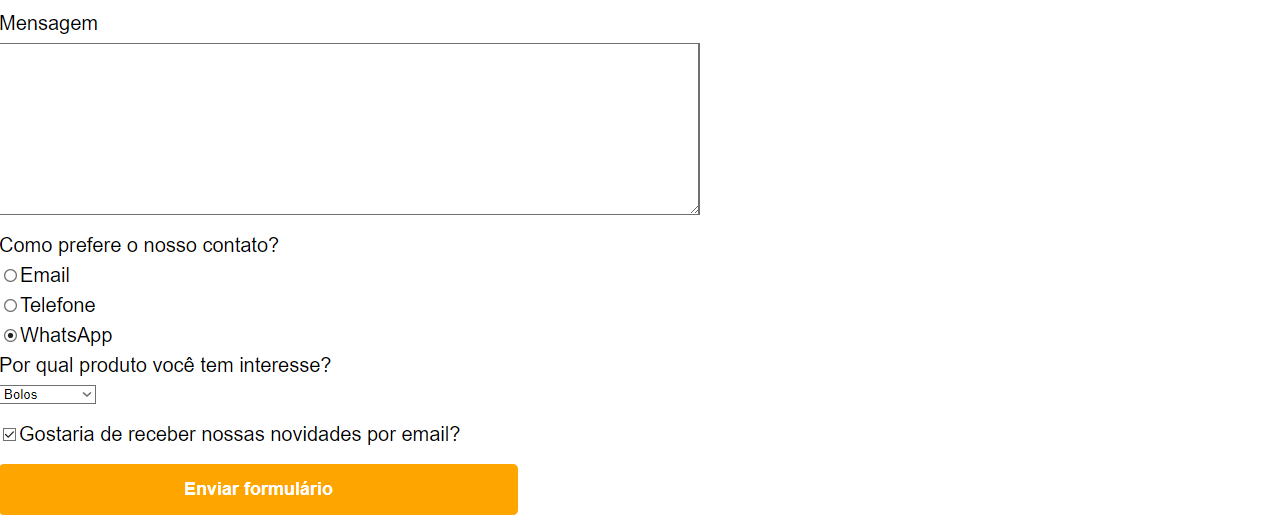 Mensagem
Como prefere o nosso contato?
Email
Telefone
WhatsApp
Por qual produto você tem interesse?
Bolos
Gostaria de receber nossas novidades por email?
Enviar formulário